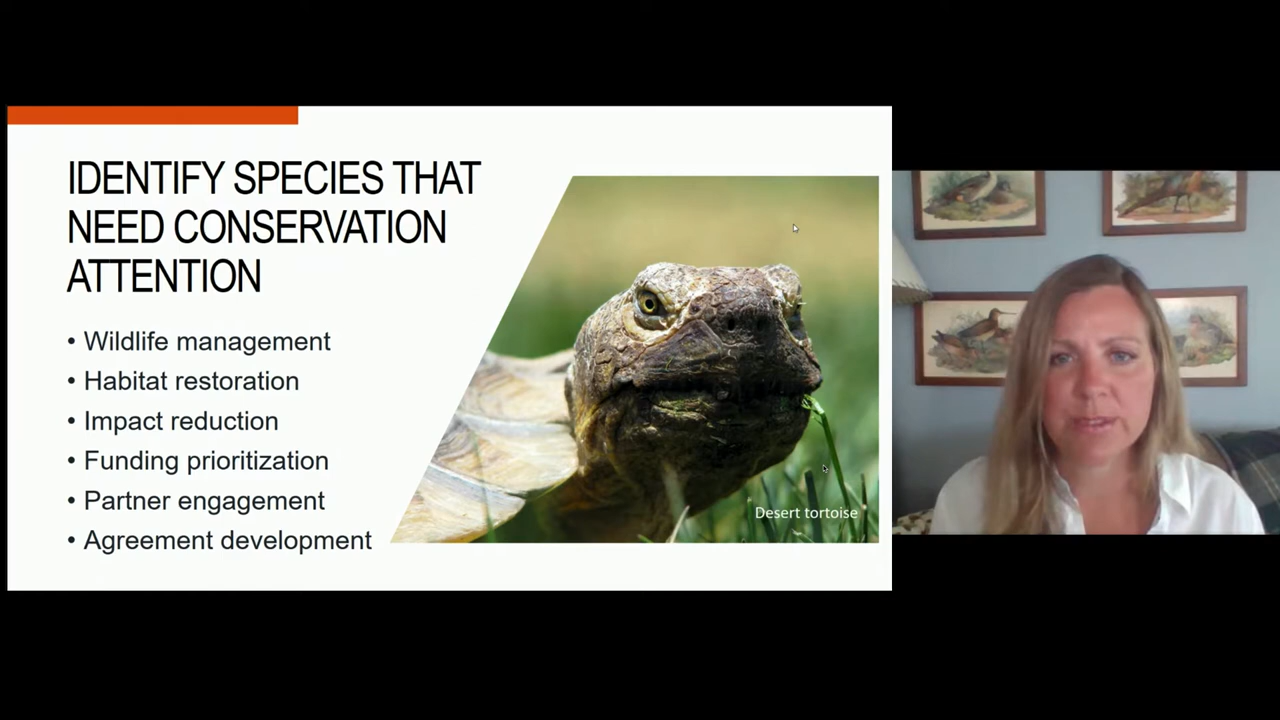 IDENTIFY SPECIES THAT
NEED CONSERVATION
ATTENTION
• Wildlife management
• Habitat restoration
• Impact reduction
• Funding prioritization
• Partner engagement
• Agreement development
Desert tortoise